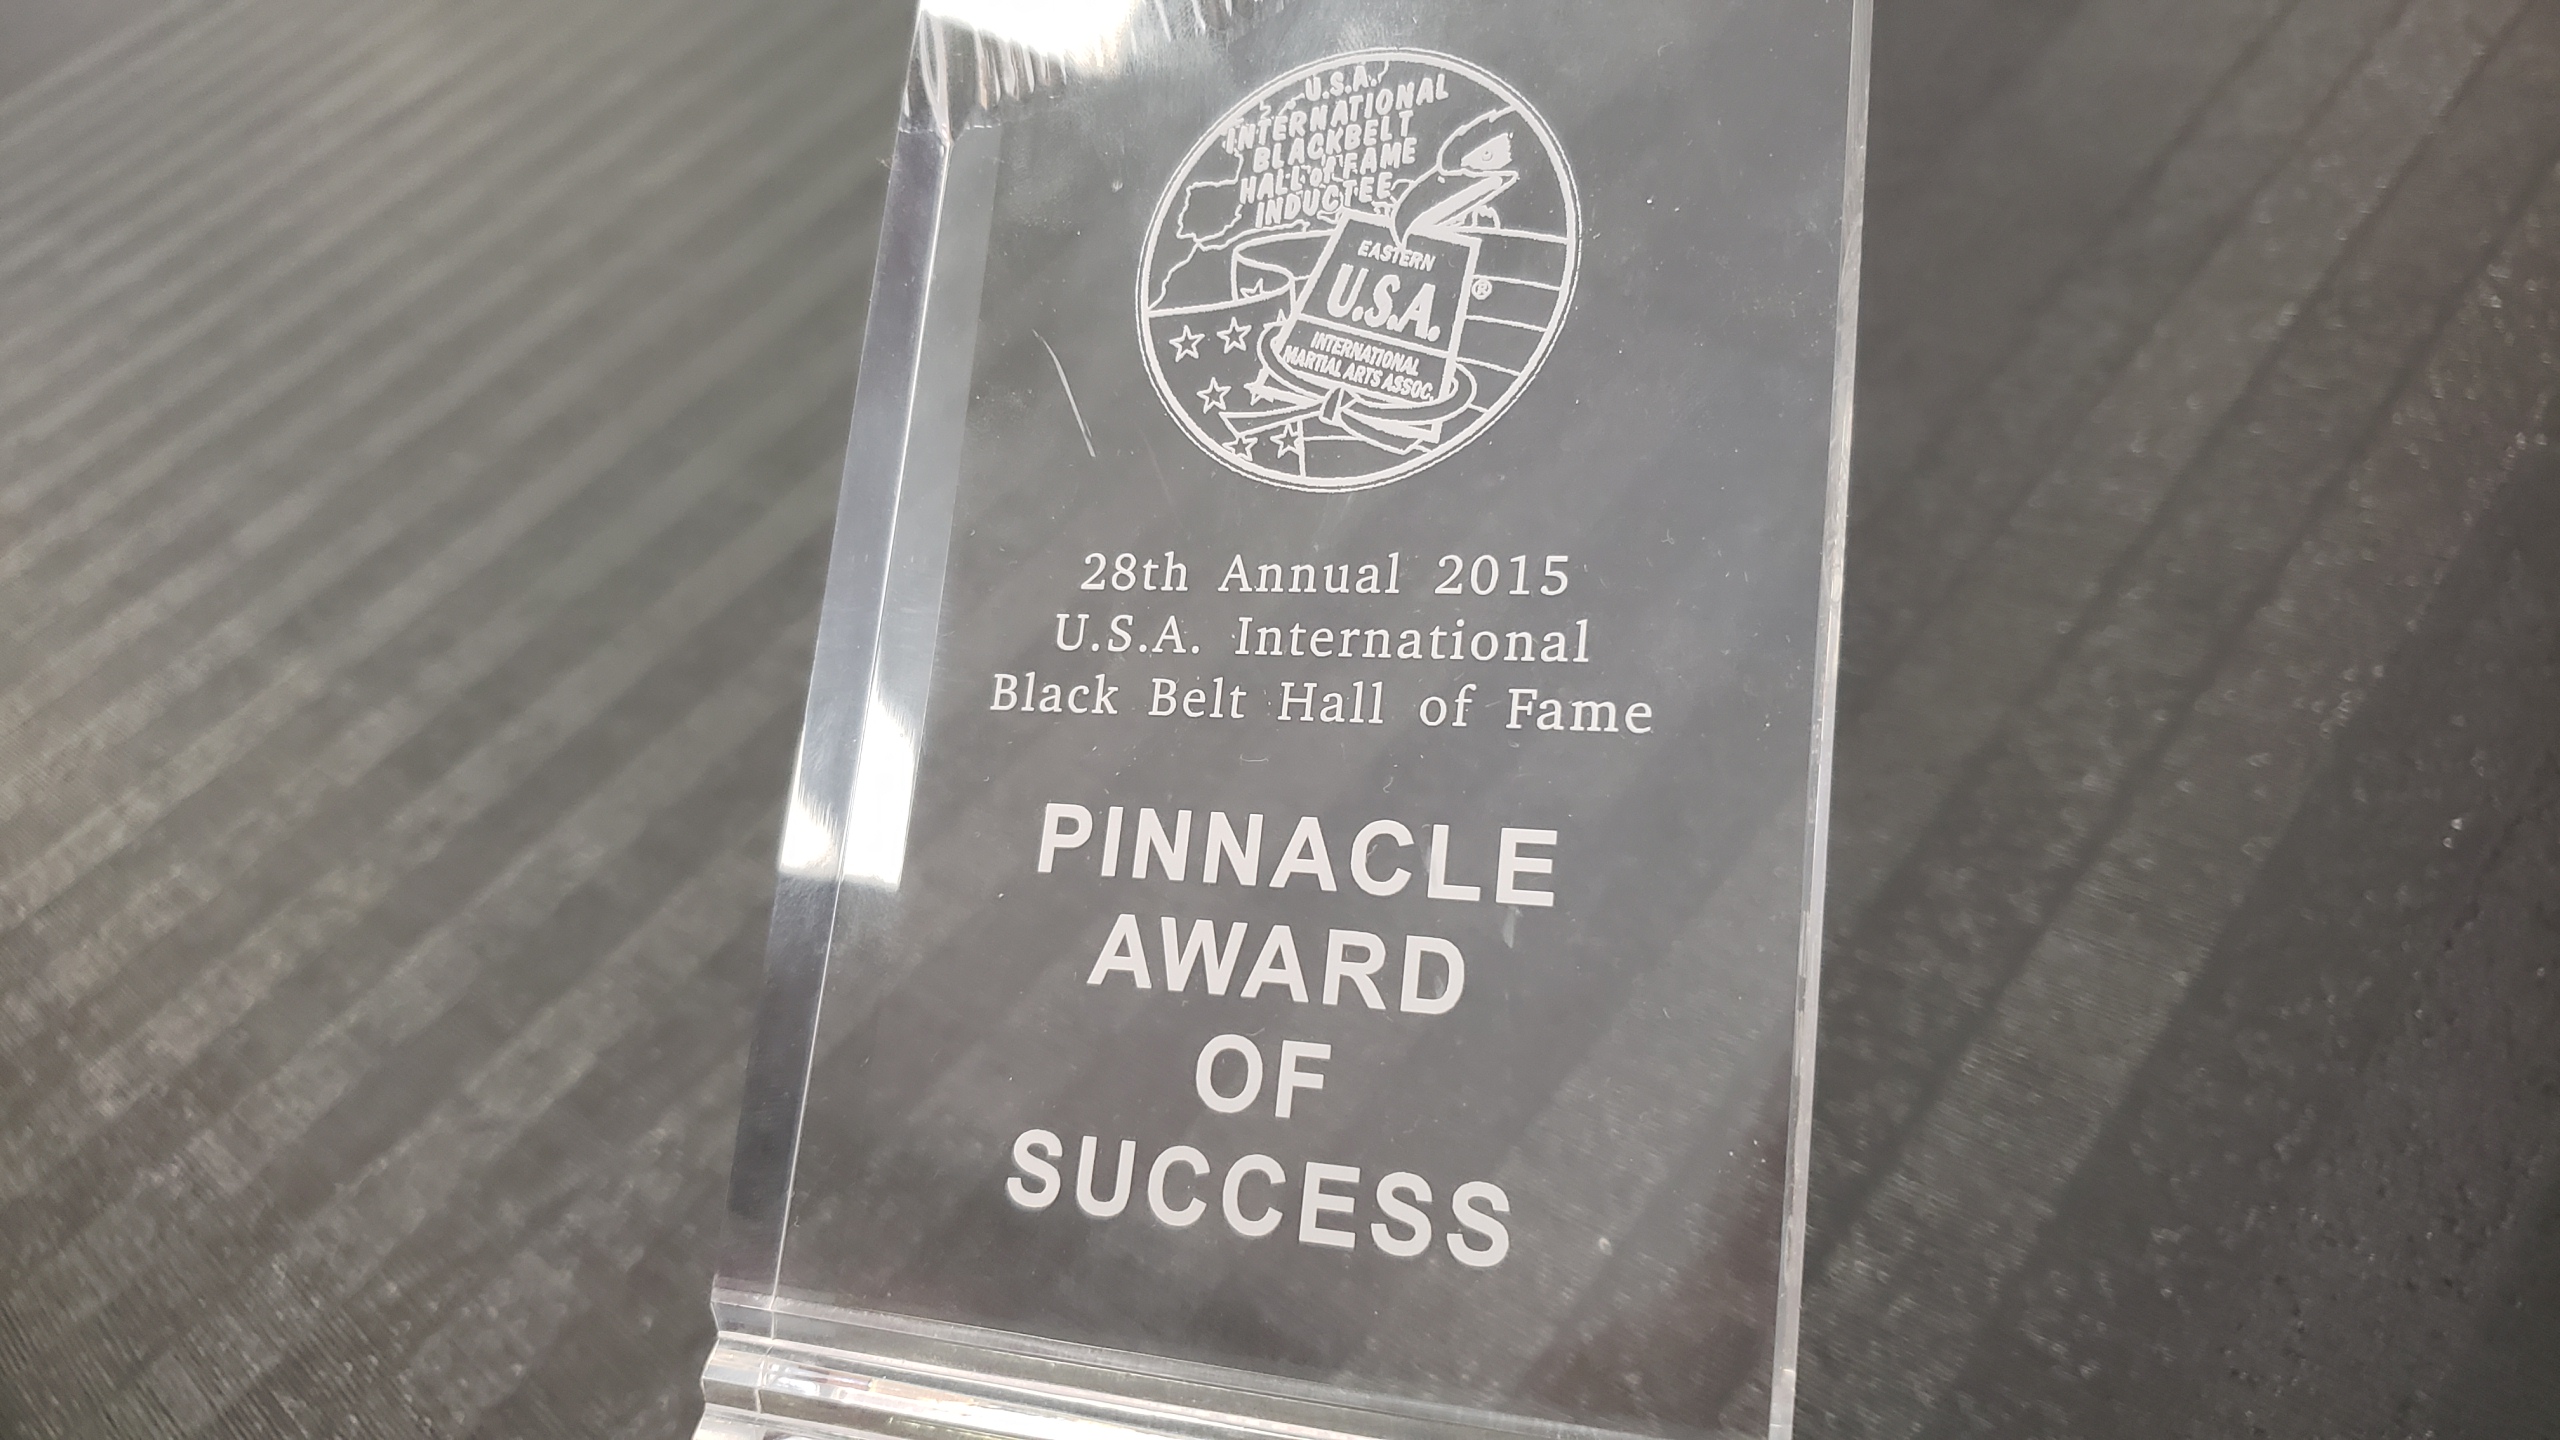 U.S.A.
INTERNATIONAL
BLACKBELT
HALL of FAME
INDUCTEE
EASTERN
U.S.A.
®
INTERNATIONAL
MARTIAL ARTS ASSOC.
28th Annual 2015
U.S.A. International
Black Belt Hall of Fame
PINNACLE
AWARD
OF
SUCCESS